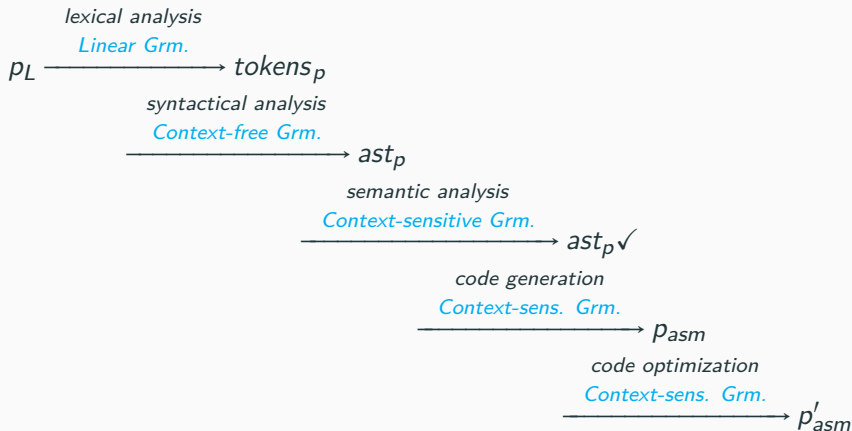 lexical analysis
Linear Grm.
p_L → tokens_p
syntactical analysis
Context-free Grm.
→ ast_p
semantic analysis
Context-sensitive Grm.
→ ast_p ✓
code generation
Context-sens. Grm.
→ p_asm
code optimization
Context-sens. Grm.
→ p'_asm